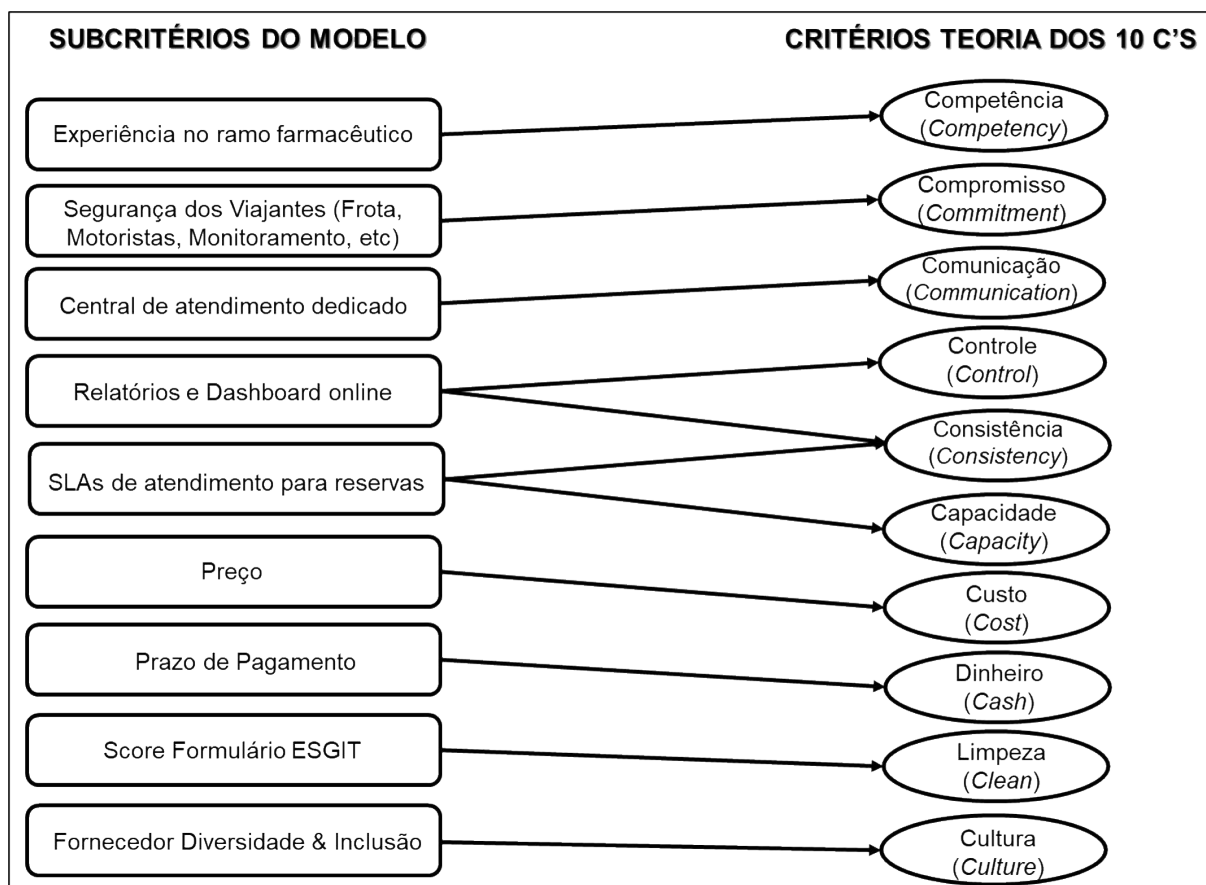 SUBCRITÉRIOS DO MODELO
CRITÉRIOS TEORIA DOS 10 C'S
Experiência no ramo farmacêutico
Competência
(Competency)
Segurança dos Viajantes (Frota,
Motoristas, Monitoramento, etc)
Compromisso
(Commitment)
Central de atendimento dedicado
Comunicação
(Communication)
Relatórios e Dashboard online
Controle
(Control)
Consistência
(Consistency)
SLAs de atendimento para reservas
Capacidade
(Capacity)
Preço
Custo
(Cost)
Prazo de Pagamento
Dinheiro
(Cash)
Score Formulário ESGIT
Limpeza
(Clean)
Fornecedor Diversidade & Inclusão
Cultura
(Culture)